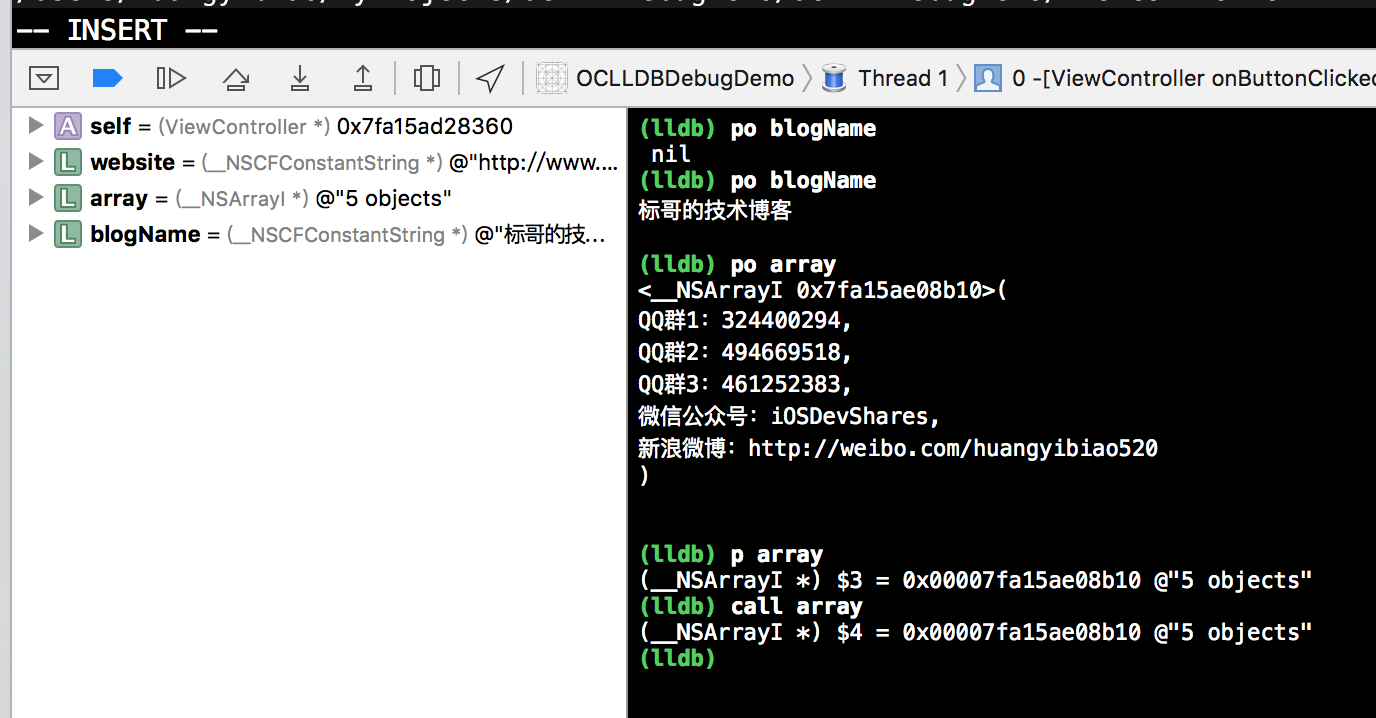 -- INSERT --
OCLLDBDebugDemo Thread 1 0 -[ViewController onButtonClicked
A self = (ViewController *) 0x7fa15ad28360
L website = (__NSCFConstantString *) @"http://www....
L array = (__NSArrayI *) @"5 objects"
L blogName = (__NSCFConstantString *) @"标哥的技...
(lldb) po blogName
nil
(lldb) po blogName
标哥的技术博客
(lldb) po array
<__NSArrayI 0x7fa15ae08b10>(
QQ群1：324400294,
QQ群2：494669518,
QQ群3：461252383,
微信公众号：iOSDevShares,
新浪微博：http://weibo.com/huangyibiao520
)
(lldb) p array
(__NSArrayI *) $3 = 0x00007fa15ae08b10 @"5 objects"
(lldb) call array
(__NSArrayI *) $4 = 0x00007fa15ae08b10 @"5 objects"
(lldb)